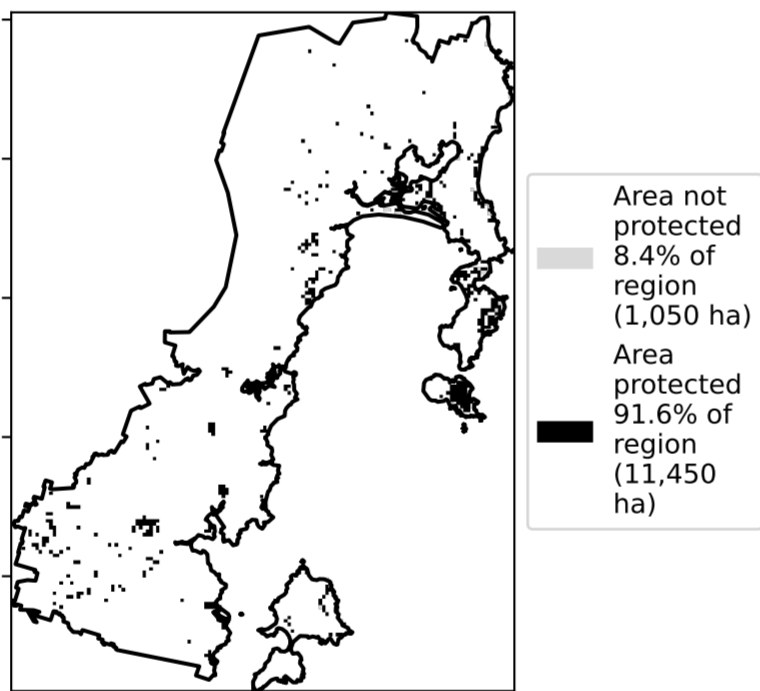 Area not
protected
8.4% of
region
(1,050 ha)
Area
protected
91.6% of
region
(11,450
ha)